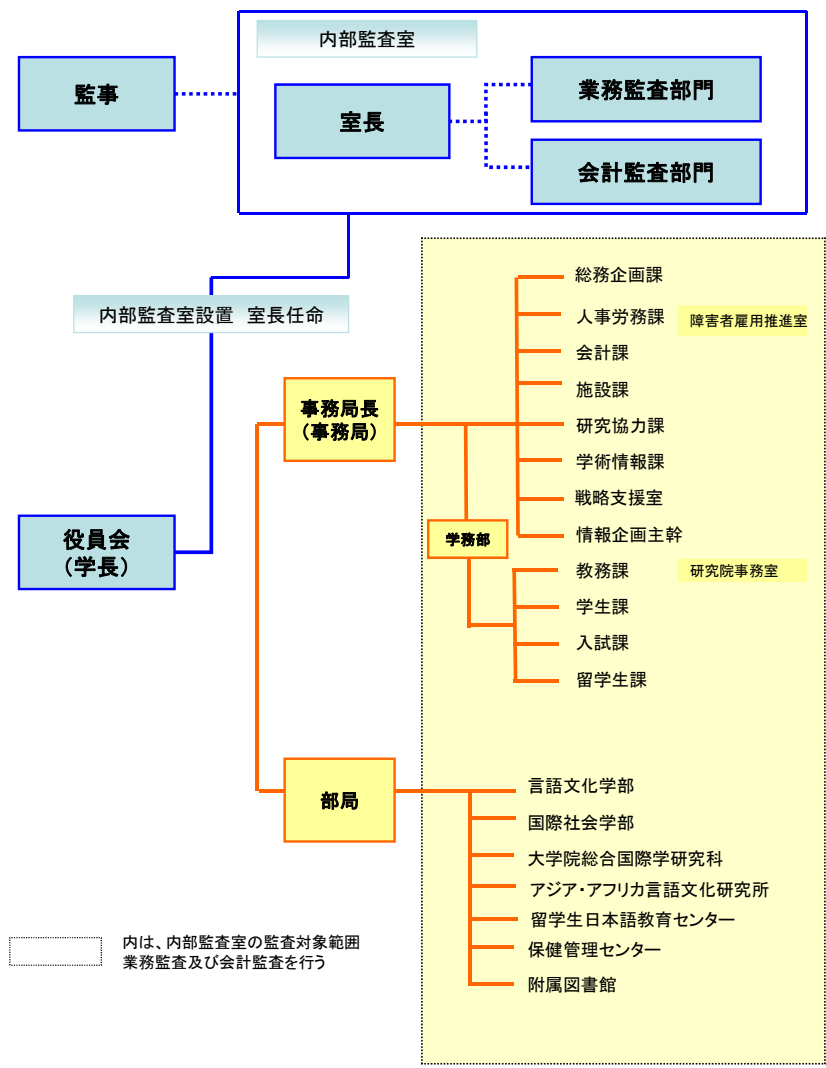 内部監査室
監事
室長
業務監査部門
会計監査部門
内部監査室設置　室長任命
役員会
（学長）
事務局長
（事務局）
学務部
総務企画課
人事労務課
障害者雇用推進室
会計課
施設課
研究協力課
学術情報課
戦略支援室
情報企画主幹
教務課
研究院事務室
学生課
入試課
留学生課
部局
言語文化学部
国際社会学部
大学院総合国際学研究科
アジア・アフリカ言語文化研究所
留学生日本語教育センター
保健管理センター
附属図書館
内は、内部監査室の監査対象範囲
業務監査及び会計監査を行う